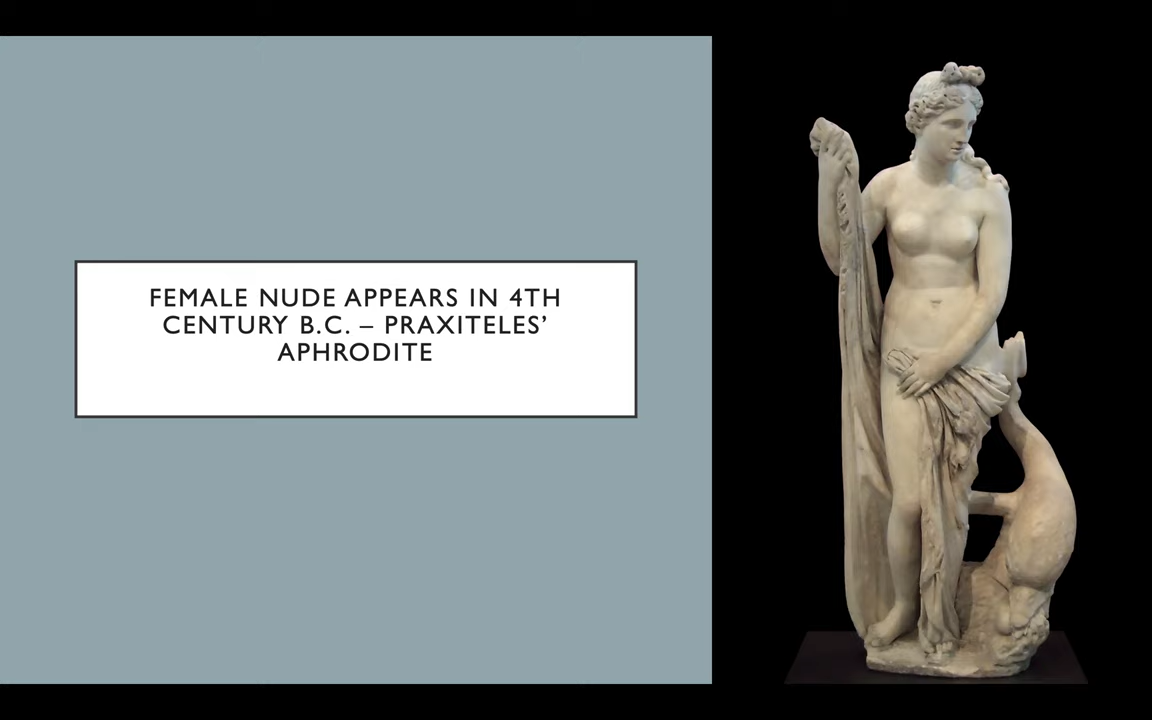 FEMALE NUDE APPEARS IN 4TH
CENTURY B.C. – PRAXITELES’
APHRODITE